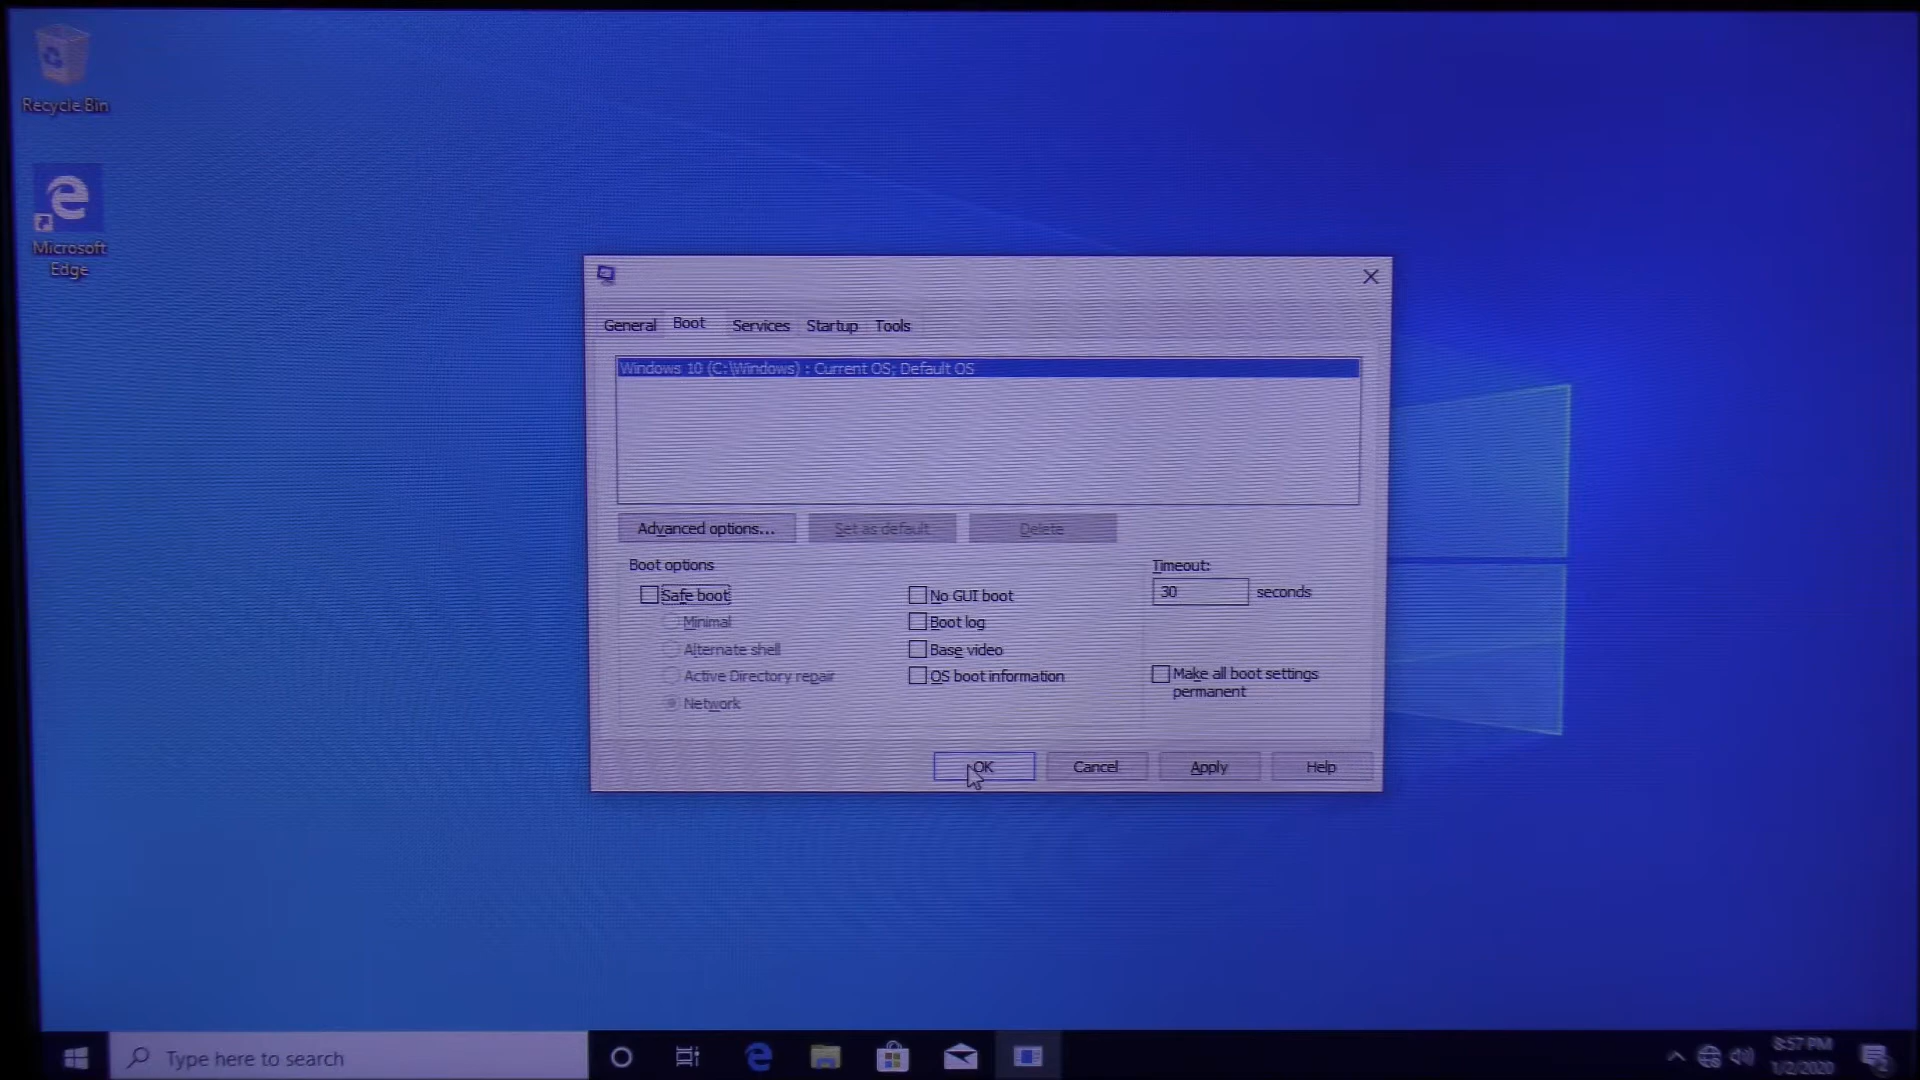 Recycle Bin
Microsoft
Edge
General
Boot
Services
Startup
Tools
Windows 10 (C:\Windows) : Current OS; Default OS
Advanced options...
Set as default
Delete
Boot options
Safe boot
Minimal
Alternate shell
Active Directory repair
Network
No GUI boot
Boot log
Base video
OS boot information
Timeout:
30 seconds
Make all boot settings
permanent
OK
Cancel
Apply
Help
Type here to search
8:57 PM
1/2/2020
2